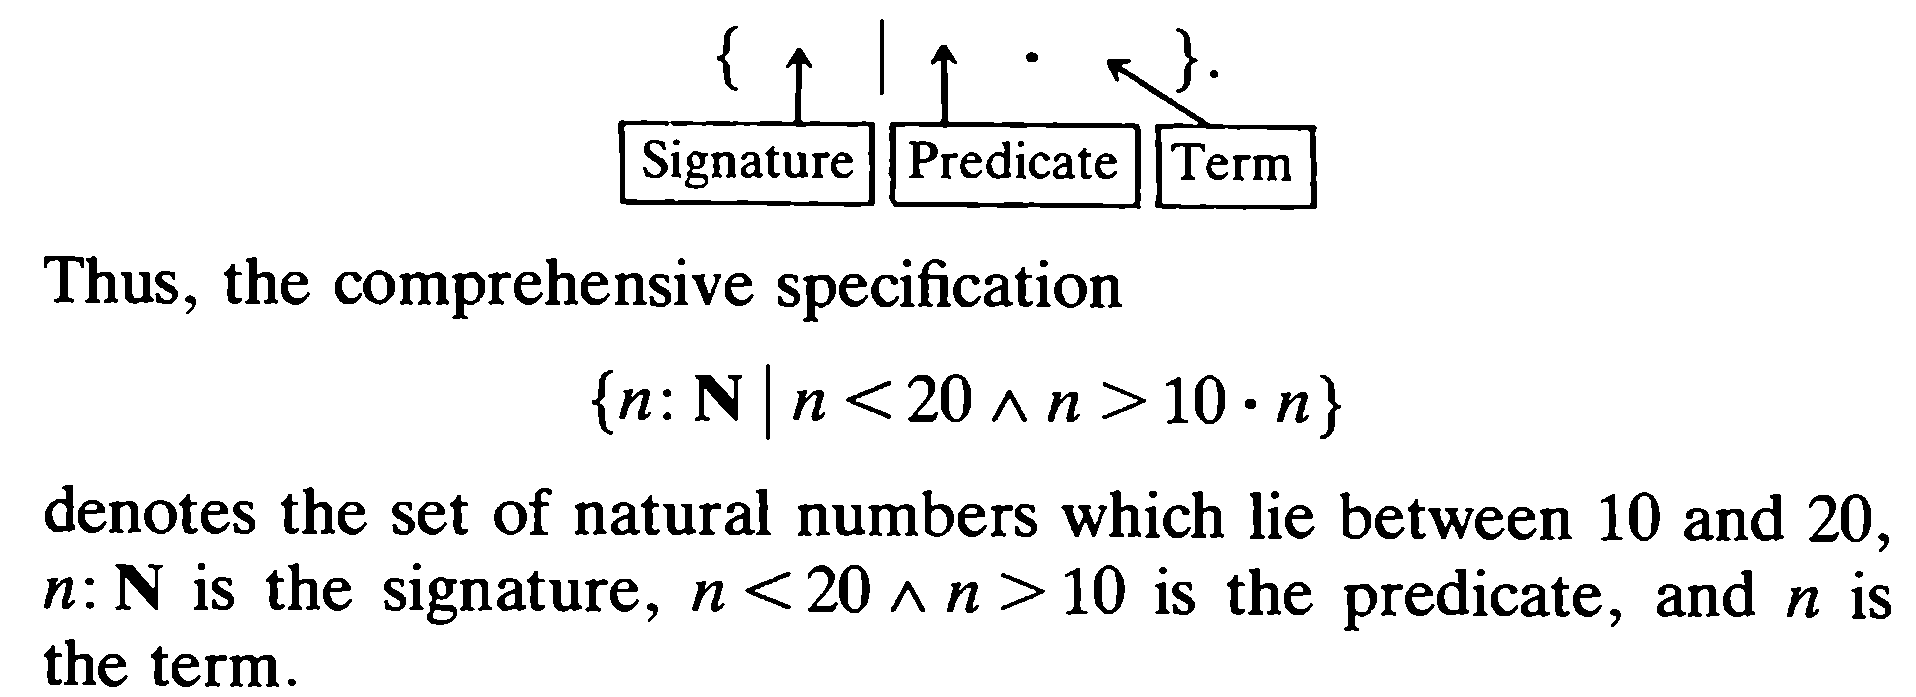 { | · }.
Signature Predicate Term
Thus, the comprehensive specification
{n: N | n < 20 ∧ n > 10 · n}
denotes the set of natural numbers which lie between 10 and 20,
n: N is the signature, n < 20 ∧ n > 10 is the predicate, and n is
the term.